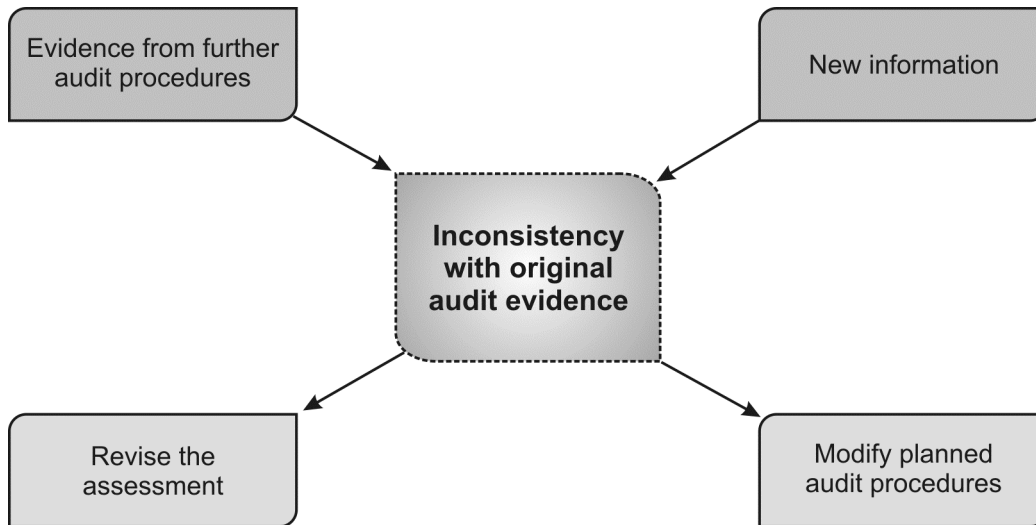 Evidence from further
audit procedures
New information
Inconsistency
with original
audit evidence
Revise the
assessment
Modify planned
audit procedures